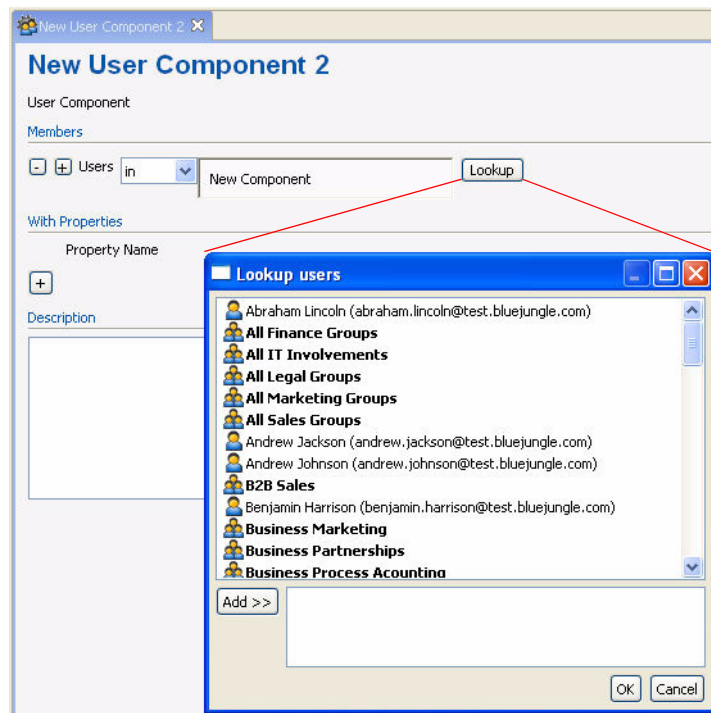 New User Component 2
New User Component 2
User Component
Members
- + Users in New Component Lookup
With Properties
Property Name
+
Description
Lookup users
Abraham Lincoln (abraham.lincoln@test.bluejungle.com)
All Finance Groups
All IT Involvements
All Legal Groups
All Marketing Groups
All Sales Groups
Andrew Jackson (andrew.jackson@test.bluejungle.com)
Andrew Johnson (andrew.johnson@test.bluejungle.com)
B2B Sales
Benjamin Harrison (benjamin.harrison@test.bluejungle.com)
Business Marketing
Business Partnerships
Business Process Acounting
Add >>
OK Cancel